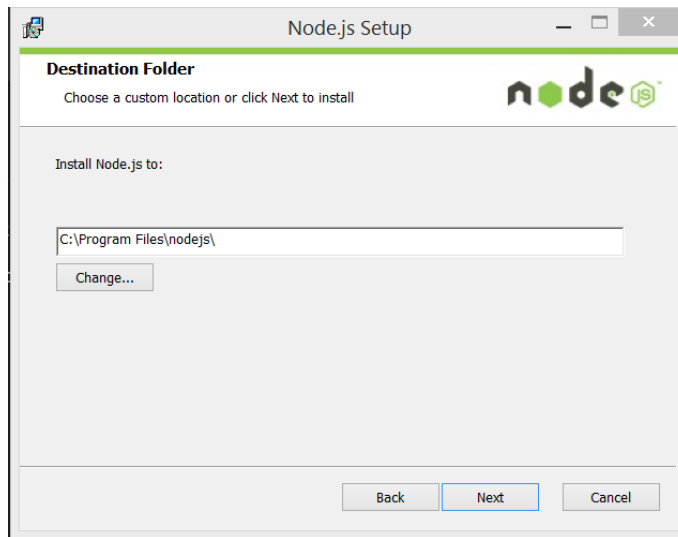 Node.js Setup
Destination Folder
Choose a custom location or click Next to install
node JS
Install Node.js to:
C:\Program Files\nodejs\
Change...
Back Next Cancel